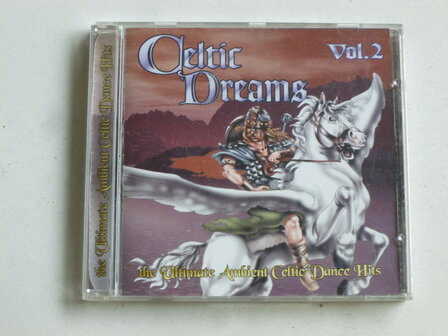 Celtic
Dreams
Vol.2
the Ultimate Ambient Celtic Dance Hits
the Ultimate Ambient Celtic Dance Hits